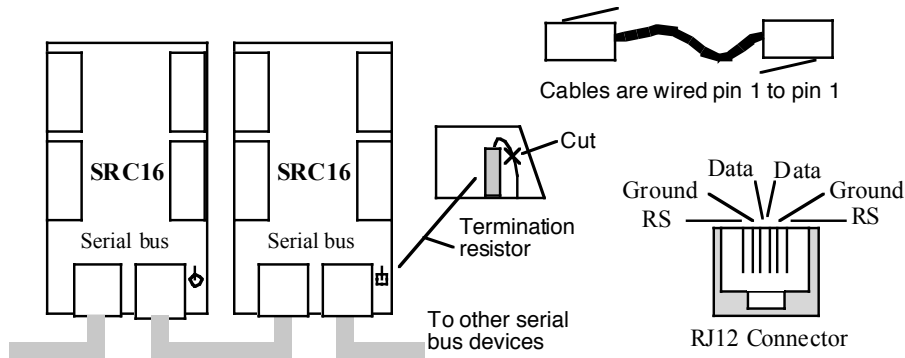 Cables are wired pin 1 to pin 1
SRC16
SRC16
Serial bus
Serial bus
Cut
Termination
resistor
To other serial
bus devices
Data Data
Ground Ground
RS RS
RJ12 Connector